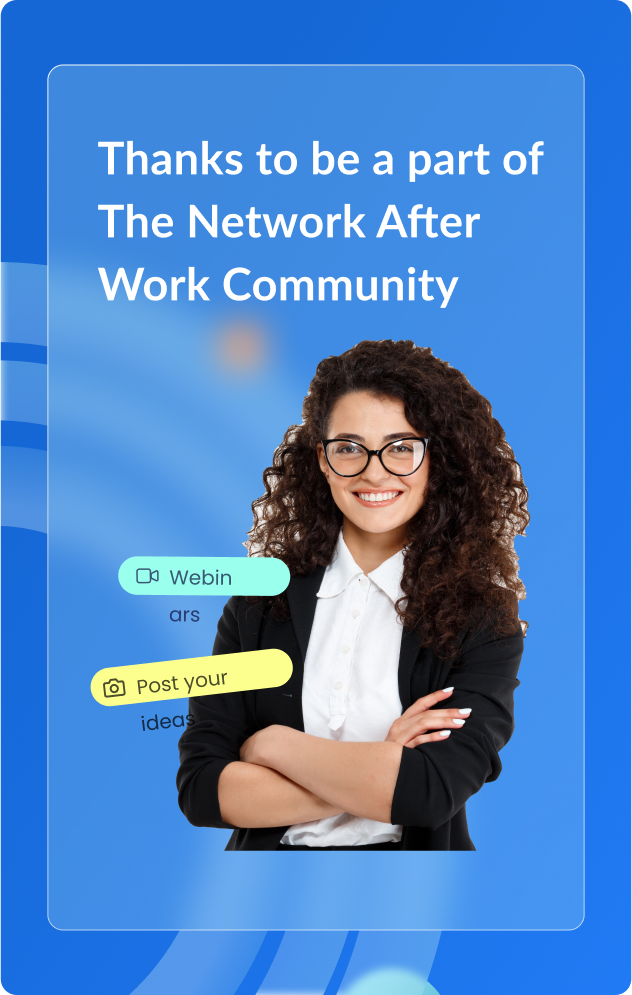 Thanks to be a part of
The Network After
Work Community
Webin
ars
Post your
ideas